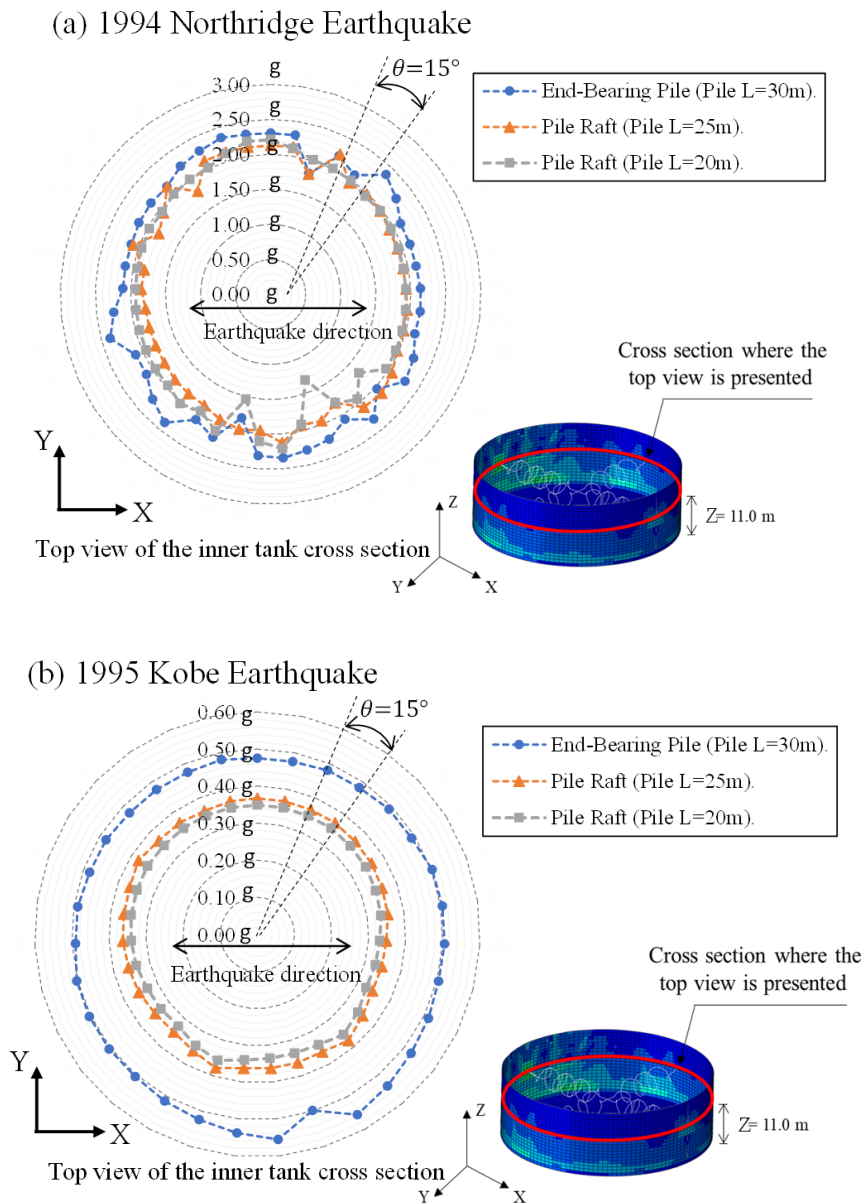 (a) 1994 Northridge Earthquake
θ=15°
3.00 g
2.50 g
2.00 g
1.50 g
1.00 g
0.50 g
0.00 g
Earthquake direction
End-Bearing Pile (Pile L=30m).
Pile Raft (Pile L=25m).
Pile Raft (Pile L=20m).
Cross section where the
top view is presented
Y
X
Z
Z= 11.0 m
Y
X
Top view of the inner tank cross section
(b) 1995 Kobe Earthquake
θ=15°
0.60 g
0.50 g
0.40 g
0.30 g
0.20 g
0.10 g
0.00 g
Earthquake direction
End-Bearing Pile (Pile L=30m).
Pile Raft (Pile L=25m).
Pile Raft (Pile L=20m).
Cross section where the
top view is presented
Y
X
Z
Z= 11.0 m
Y
X
Top view of the inner tank cross section